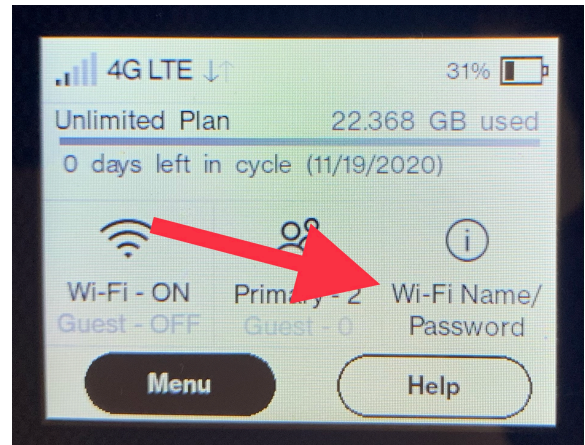 4G LTE ↓↑ 31%
Unlimited Plan 22.368 GB used
0 days left in cycle (11/19/2020)
Wi-Fi - ON Primary - 2 Wi-Fi Name/
Guest - OFF Guest - 0 Password
Menu Help